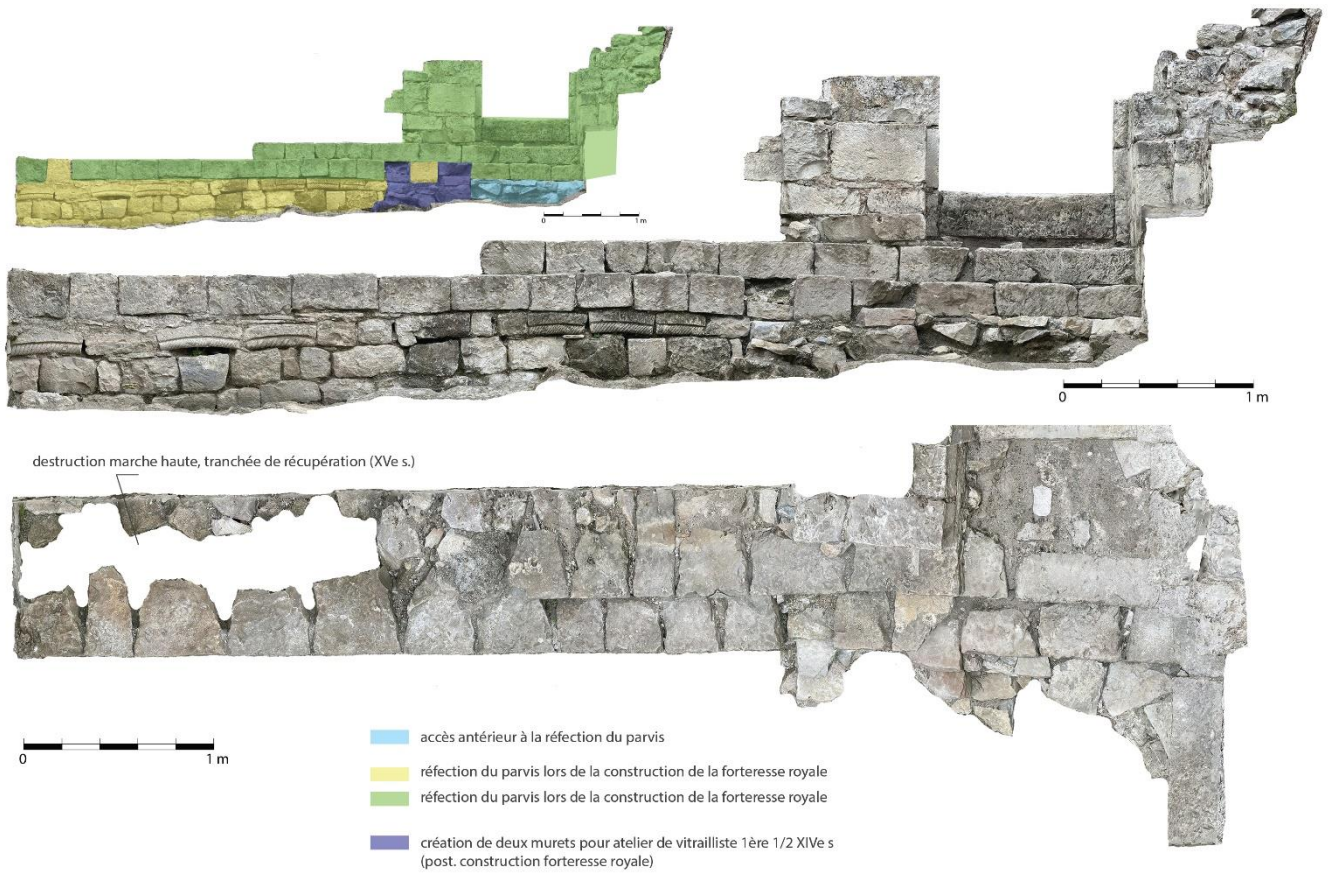 0 1 m
0 1 m
destruction marche haute, tranchée de récupération (XVe s.)
0 1 m
accès antérieur à la réfection du parvis
réfection du parvis lors de la construction de la forteresse royale
réfection du parvis lors de la construction de la forteresse royale
création de deux murets pour atelier de vitrailliste 1ère 1/2 XIVe s
(post. construction forteresse royale)